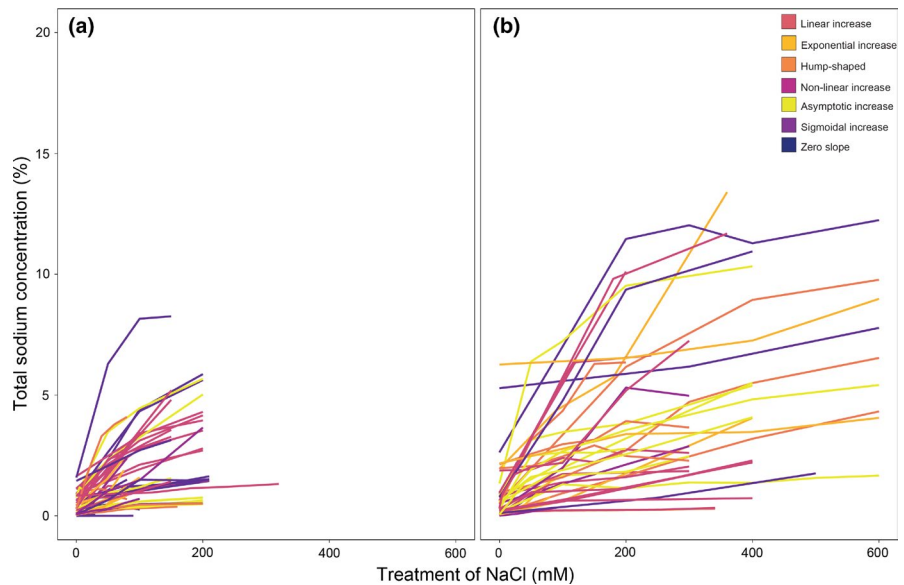 (a)
(b)
Linear increase
Exponential increase
Hump-shaped
Non-linear increase
Asymptotic increase
Sigmoidal increase
Zero slope
Total sodium concentration (%)
20
15
10
5
0
0 200 400 600
0 200 400 600
Treatment of NaCl (mM)